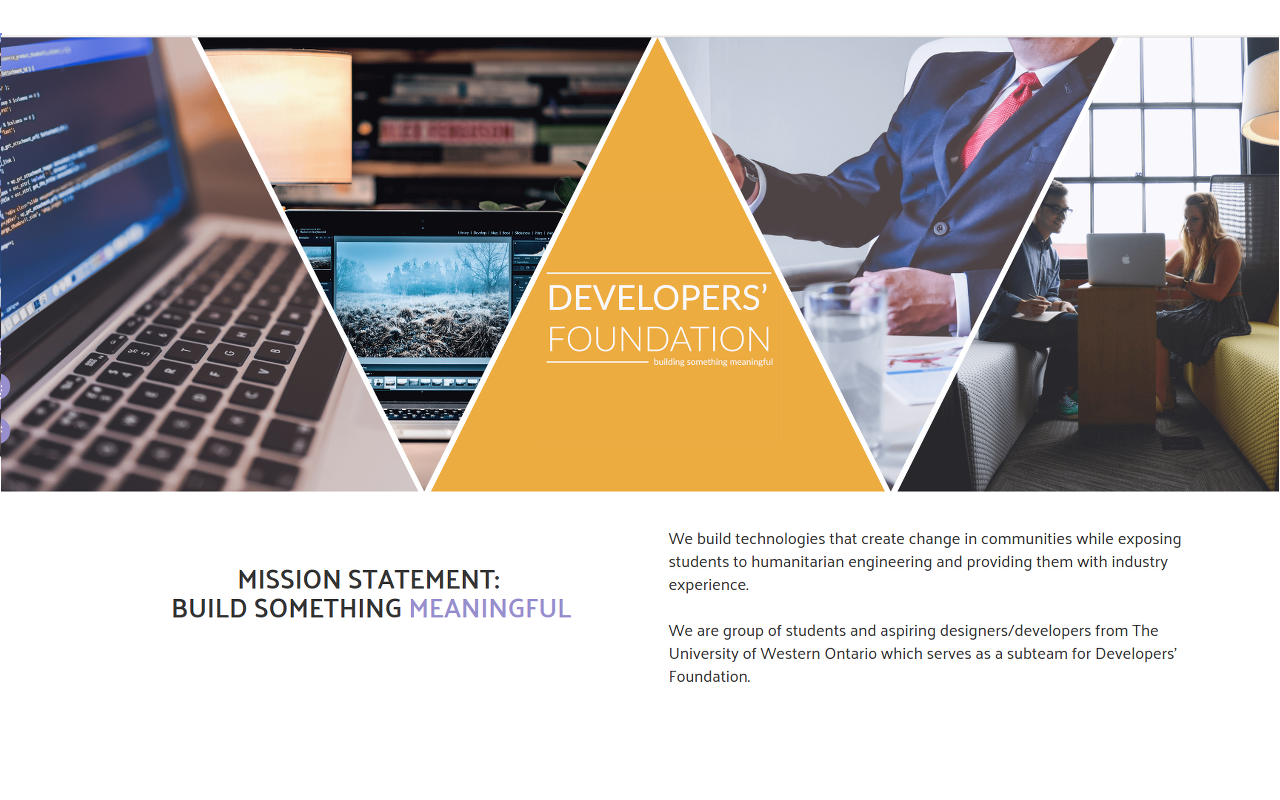 DEVELOPERS’
FOUNDATION
building something meaningful
MISSION STATEMENT:
BUILD SOMETHING MEANINGFUL
We build technologies that create change in communities while exposing
students to humanitarian engineering and providing them with industry
experience.
We are group of students and aspiring designers/developers from The
University of Western Ontario which serves as a subteam for Developers'
Foundation.